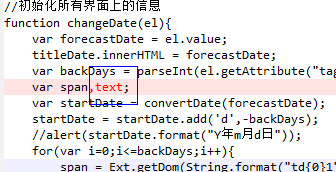 //初始化所有界面上的信息
function changeDate(el){
var forecastDate = el.value;
titleDate.innerHTML = forecastDate;
var backDays = parseInt(el.getAttribute("tag
var span,text;
var startDate = convertDate(forecastDate);
startDate = startDate.add('d',-backDays);
//alert(startDate.format("Y年m月d日"));
for(var i=0;i<=backDays;i++){
span = Ext.getDom(String.format("td{0}1"